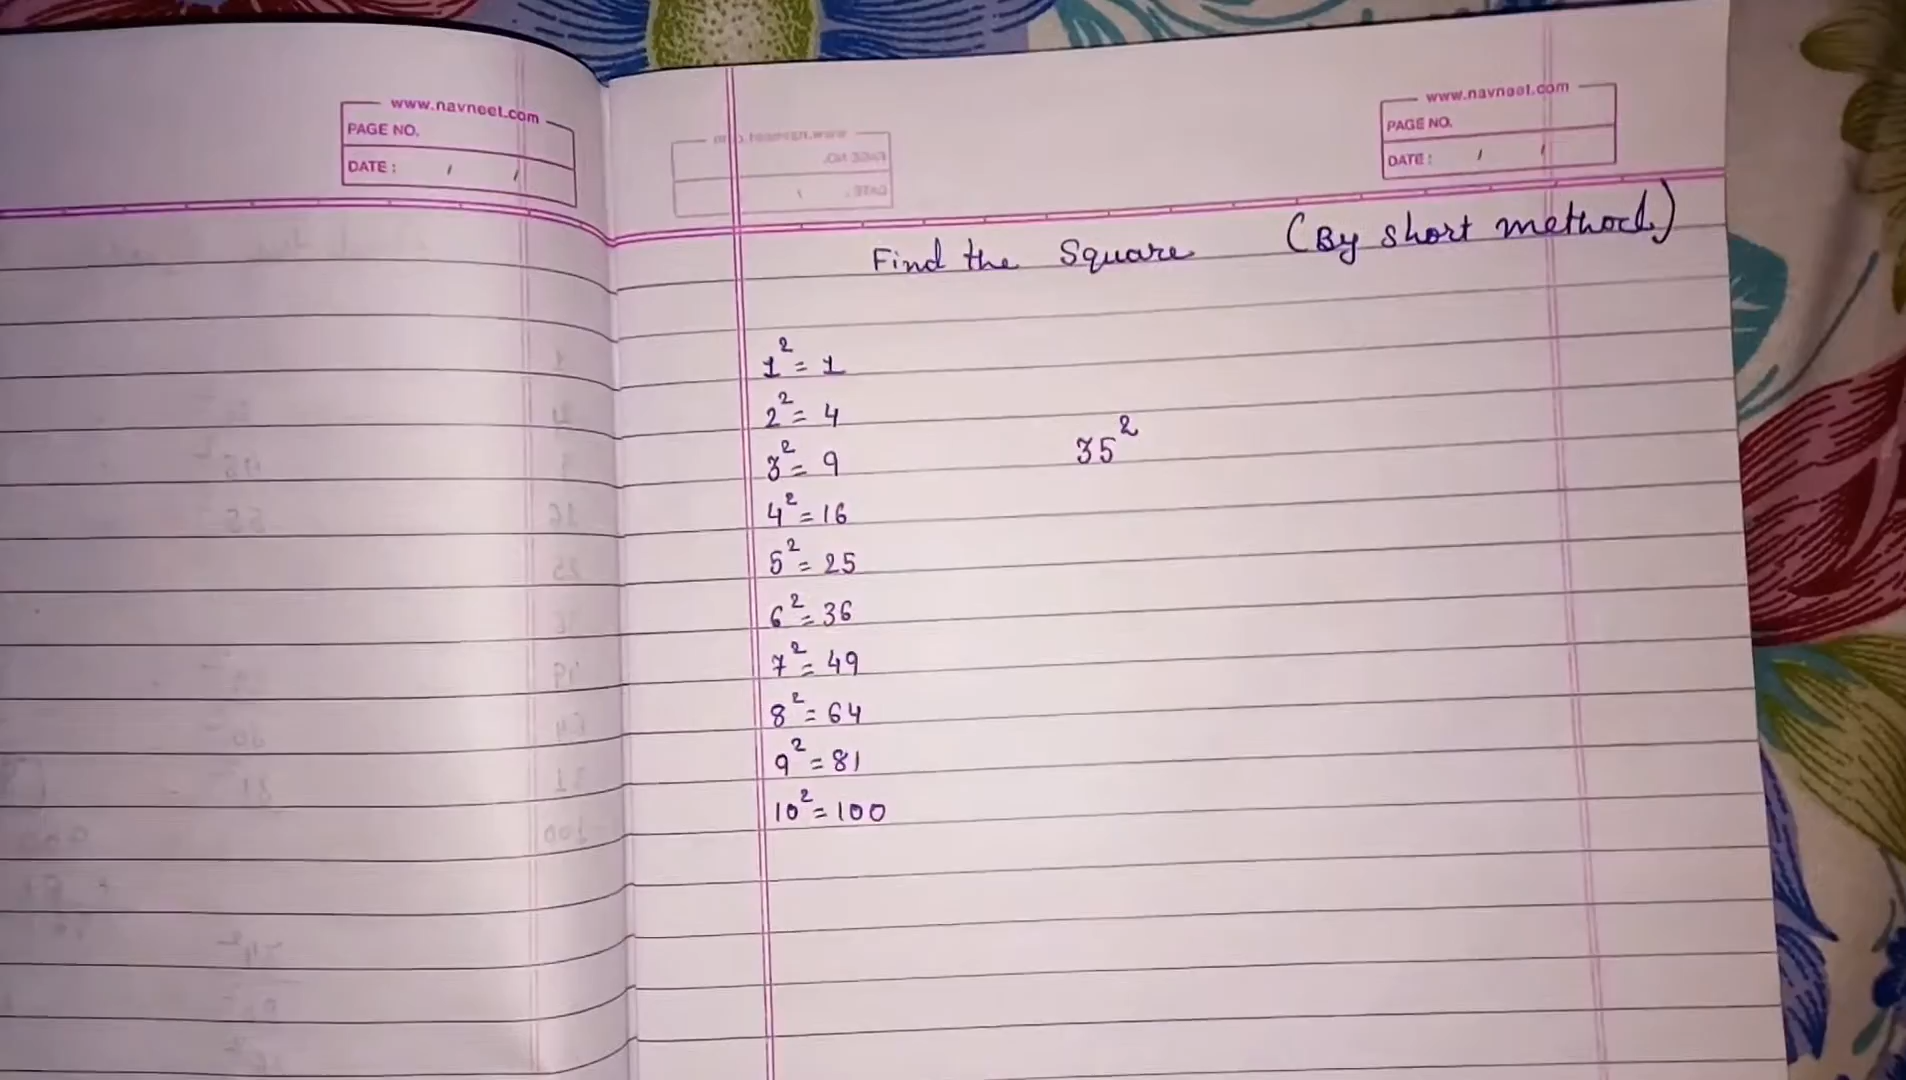 www.navneet.com
PAGE NO.
DATE : / /
www.navneet.com
PAGE NO.
DATE : / /
Find the Square (By short method)
1² = 1
2² = 4
3² = 9
35²
4² = 16
5² = 25
6² = 36
7² = 49
8² = 64
9² = 81
10² = 100